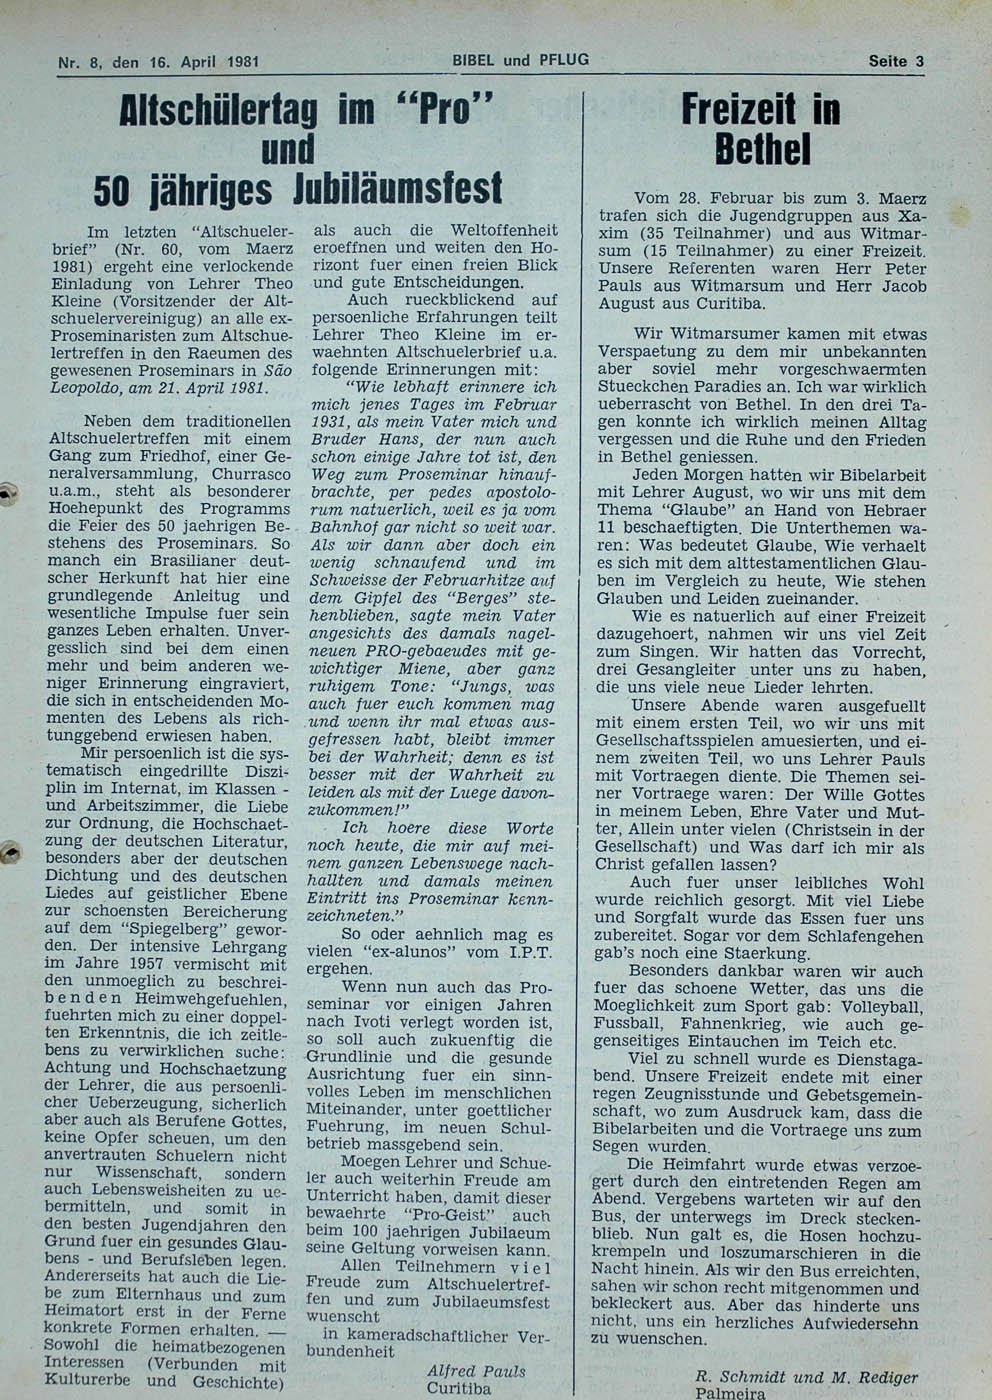 Nr. 8, den 16. April 1981 BIBEL und PFLUG Seite 3
Altschülertag im “Pro”
und
50 jähriges Jubiläumsfest
Im letzten “Altschueler-
brief” (Nr. 60, vom Maerz
1981) ergeht eine verlockende
Einladung von Lehrer Theo
Kleine (Vorsitzender der Alt-
schuelervereinigug) an alle ex-
Proseminaristen zum Altschue-
lertreffen in den Raeumen des
gewesenen Proseminars in São
Leopoldo, am 21. April 1981.
Neben dem traditionellen
Altschuelertreffen mit einem
Gang zum Friedhof, einer Ge-
neralversammlung, Churrasco
u.a.m., steht als besonderer
Hoehepunkt des Programms
die Feier des 50 jaehrigen Be-
stehens des Proseminars. So
manch ein Brasilianer deut-
scher Herkunft hat hier eine
grundlegende Anleitug und
wesentliche Impulse fuer sein
ganzes Leben erhalten. Unver-
gesslich sind bei dem einen
mehr und beim anderen we-
niger Erinnerung eingraviert,
die sich in entscheidenden Mo-
menten des Lebens als rich-
tunggebend erwiesen haben.
Mir persoenlich ist die sys-
tematisch eingedrillte Diszi-
plin im Internat, im Klassen -
und Arbeitszimmer, die Liebe
zur Ordnung, die Hochschaet-
zung der deutschen Literatur,
besonders aber der deutschen
Dichtung und des deutschen
Liedes auf geistlicher Ebene
zur schoensten Bereicherung
auf dem “Spiegelberg” gewor-
den. Der intensive Lehrgang
im Jahre 1957 vermischt mit
den unmoeglich zu beschrei-
benden Heimwehgefuehlen,
fuehrten mich zu einer doppel-
ten Erkenntnis, die ich zeitle-
bens zu verwirklichen suche:
Achtung und Hochschaetzung
der Lehrer, die aus persoenli-
cher Ueberzeugung, sicherlich
aber auch als Berufene Gottes,
keine Opfer scheuen, um den
anvertrauten Schuelern nicht
nur Wissenschaft, sondern
auch Lebensweisheiten zu ue-
bermitteln, und somit in
den besten Jugendjahren den
Grund fuer ein gesundes Glau-
bens - und Berufsleben legen.
Andererseits hat auch die Lie-
be zum Elternhaus und zum
Heimatort erst in der Ferne
konkrete Formen erhalten. —
Sowohl die heimatbezogenen
Interessen (Verbunden mit
Kulturerbe und Geschichte)
als auch die Weltoffenheit
eroeffnen und weiten den Ho-
rizont fuer einen freien Blick
und gute Entscheidungen.
Auch rueckblickend auf
persoenliche Erfahrungen teilt
Lehrer Theo Kleine im er-
waehnten Altschuelerbrief u.a.
folgende Erinnerungen mit:
“Wie lebhaft erinnere ich
mich jenes Tages im Februar
1931, als mein Vater mich und
Bruder Hans, der nun auch
schon einige Jahre tot ist, den
Weg zum Proseminar hinauf-
brachte, per pedes apostolo-
rum natuerlich, weil es ja vom
Bahnhof gar nicht so weit war.
Als wir dann aber doch ein
wenig schnaufend und im
Schweisse der Februarhitze auf
dem Gipfel des “Berges” ste-
henblieben, sagte mein Vater
angesichts des damals nagel-
neuen PRO-gebaeudes mit ge-
wichtiger Miene, aber ganz
ruhigem Tone: “Jungs, was
auch fuer euch kommen mag
und wenn ihr mal etwas aus-
gefressen habt, bleibt immer
bei der Wahrheit; denn es ist
besser mit der Wahrheit zu
leiden als mit der Luege davon-
zukommen!”
Ich hoere diese Worte
noch heute, die mir auf mei-
nem ganzen Lebenswege nach-
hallten und damals meinen
Eintritt ins Proseminar kenn-
zeichneten.”
So oder aehnlich mag es
vielen “ex-alunos” vom I.P.T.
ergehen.
Wenn nun auch das Pro-
seminar vor einigen Jahren
nach Ivoti verlegt worden ist,
so soll auch zukuenftig die
Grundlinie und die gesunde
Ausrichtung fuer ein sinn-
volles Leben im menschlichen
Miteinander, unter goettlicher
Fuehrung, im neuen Schul-
betrieb massgebend sein.
Moegen Lehrer und Schue-
ler auch weiterhin Freude am
Unterricht haben, damit dieser
bewaehrte “Pro-Geist” auch
beim 100 jaehrigen Jubilaeum
seine Geltung vorweisen kann.
Allen Teilnehmern viel
Freude zum Altschuelertref-
fen und zum Jubilaeumsfest
wuenscht
in kameradschaftlicher Ver-
bundenheit
Alfred Pauls
Curitiba
Freizeit in
Bethel
Vom 28. Februar bis zum 3. Maerz
trafen sich die Jugendgruppen aus Xa-
xim (35 Teilnahmer) und aus Witmar-
sum (15 Teilnahmer) zu einer Freizeit.
Unsere Referenten waren Herr Peter
Pauls aus Witmarsum und Herr Jacob
August aus Curitiba.
Wir Witmarsumer kamen mit etwas
Verspaetung zu dem mir unbekannten
aber soviel mehr vorgeschwaermten
Stueckchen Paradies an. Ich war wirklich
ueberrascht von Bethel. In den drei Ta-
gen konnte ich wirklich meinen Alltag
vergessen und die Ruhe und den Frieden
in Bethel geniessen.
Jeden Morgen hatten wir Bibelarbeit
mit Lehrer August, wo wir uns mit dem
Thema “Glaube” an Hand von Hebraer
11 beschaeftigten. Die Unterthemen wa-
ren: Was bedeutet Glaube, Wie verhaelt
es sich mit dem alttestamentlichen Glau-
ben im Vergleich zu heute, Wie stehen
Glauben und Leiden zueinander.
Wie es natuerlich auf einer Freizeit
dazugehoert, nahmen wir uns viel Zeit
zum Singen. Wir hatten das Vorrecht,
drei Gesangleiter unter uns zu haben,
die uns viele neue Lieder lehrten.
Unsere Abende waren ausgefuellt
mit einem ersten Teil, wo wir uns mit
Gesellschaftsspielen amuesierten, und ei-
nem zweiten Teil, wo uns Lehrer Pauls
mit Vortraegen diente. Die Themen sei-
ner Vortraege waren: Der Wille Gottes
in meinem Leben, Ehre Vater und Mut-
ter, Allein unter vielen (Christsein in der
Gesellschaft) und Was darf ich mir als
Christ gefallen lassen?
Auch fuer unser leibliches Wohl
wurde reichlich gesorgt. Mit viel Liebe
und Sorgfalt wurde das Essen fuer uns
zubereitet. Sogar vor dem Schlafengehen
gab's noch eine Staerkung.
Besonders dankbar waren wir auch
fuer das schoene Wetter, das uns die
Moeglichkeit zum Sport gab: Volleyball,
Fussball, Fahnenkrieg, wie auch ge-
genseitiges Eintauchen im Teich etc.
Viel zu schnell wurde es Dienstaga-
bend. Unsere Freizeit endete mit einer
regen Zeugnisstunde und Gebetsgemein-
schaft, wo zum Ausdruck kam, dass die
Bibelarbeiten und die Vortraege uns zum
Segen wurden.
Die Heimfahrt wurde etwas verzoe-
gert durch den eintretenden Regen am
Abend. Vergebens warteten wir auf den
Bus, der unterwegs im Dreck stecken-
blieb. Nun galt es, die Hosen hochzu-
krempeln und loszumarschieren in die
Nacht hinein. Als wir den Bus erreichten,
sahen wir schon recht mitgenommen und
bekleckert aus. Aber das hinderte uns
nicht, uns ein herzliches Aufwiedersehn
zu wuenschen.
R. Schmidt und M. Rediger
Palmeira